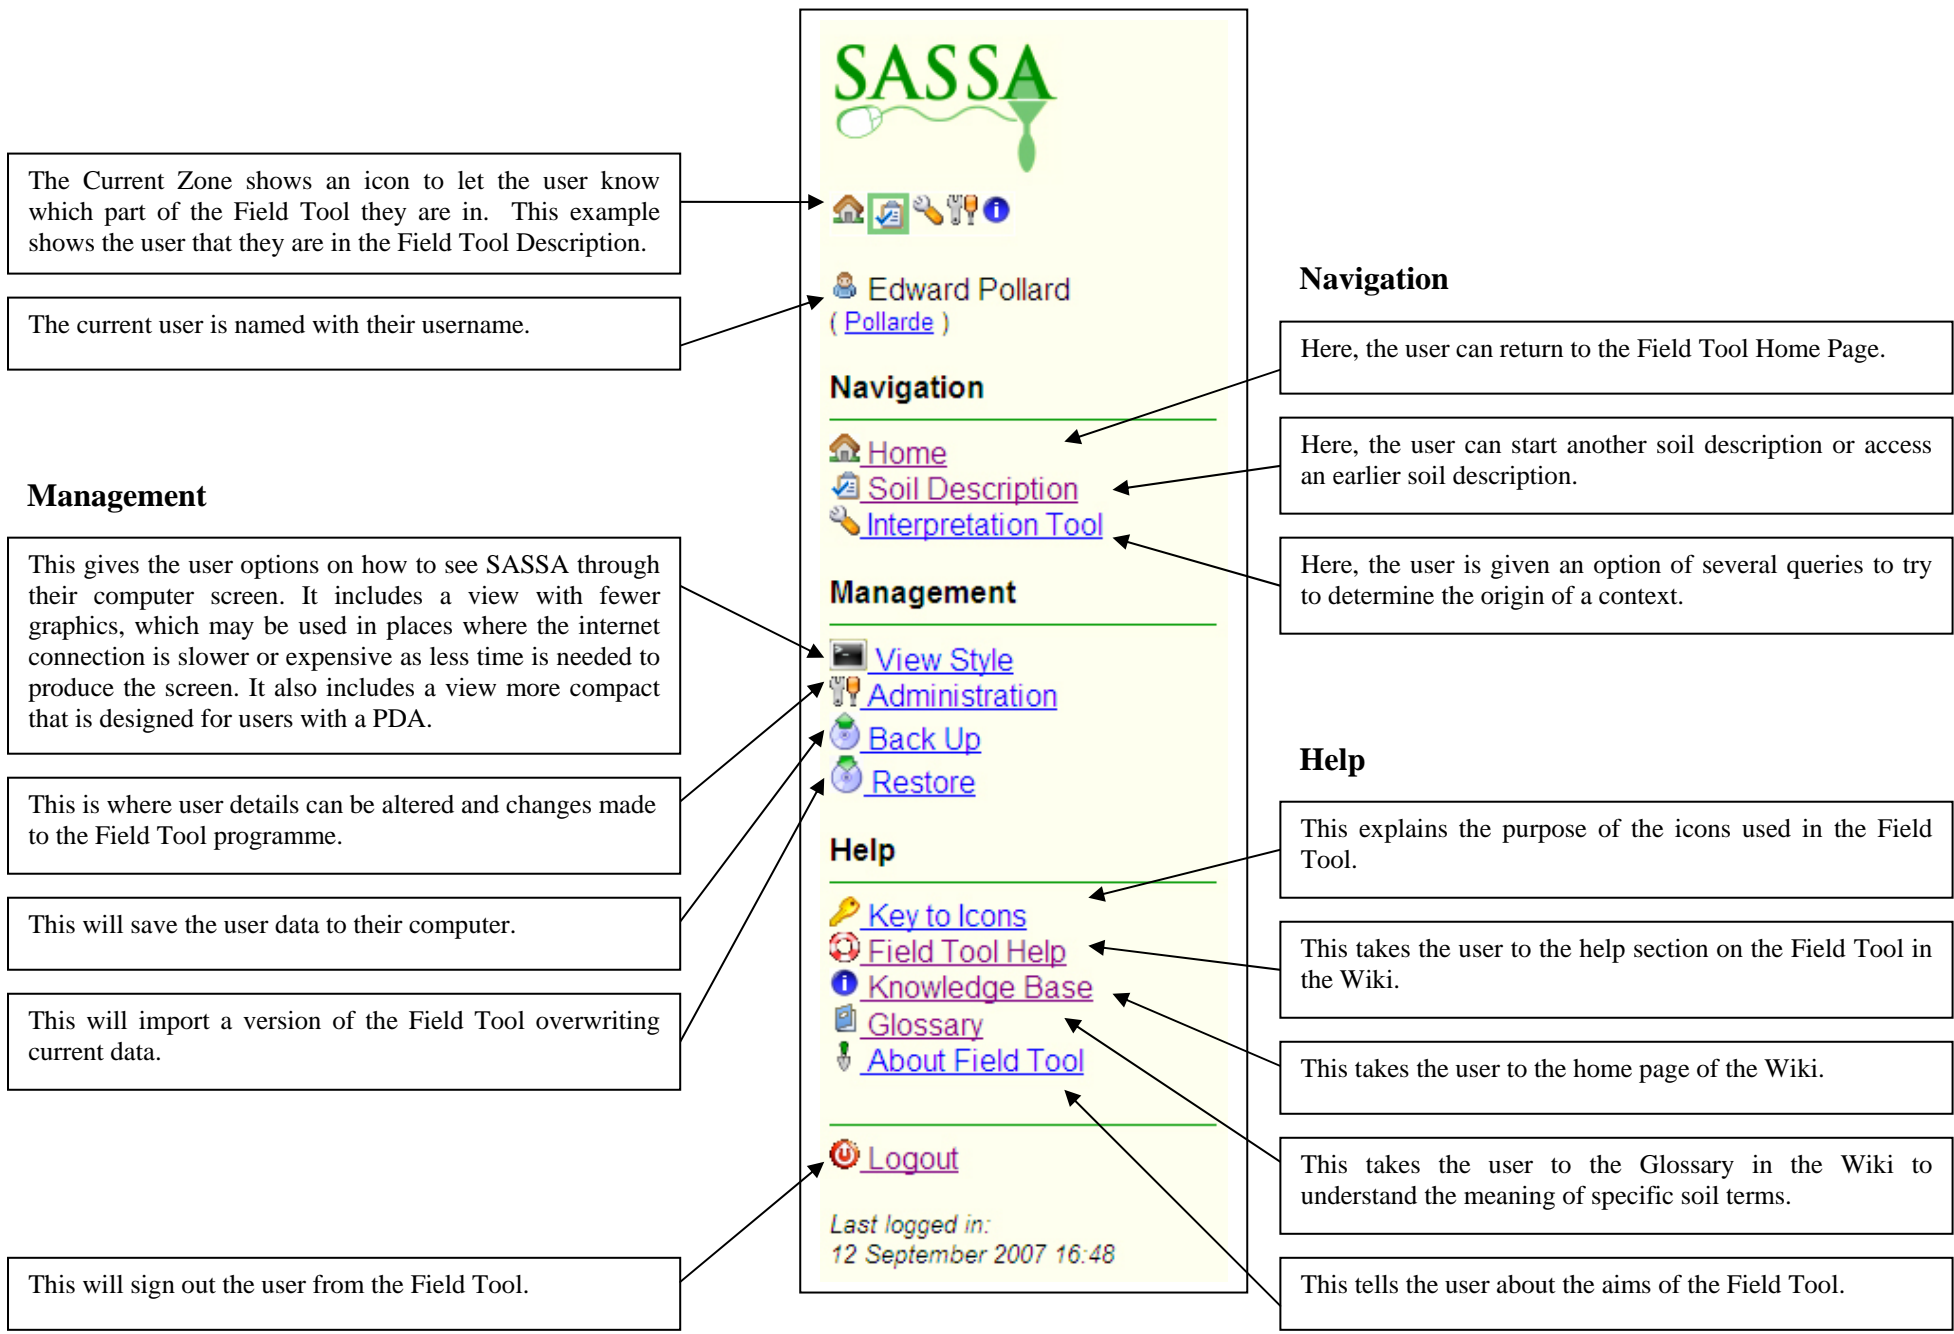 The Current Zone shows an icon to let the user know
which part of the Field Tool they are in. This example
shows the user that they are in the Field Tool Description.
The current user is named with their username.
Management
This gives the user options on how to see SASSA through
their computer screen. It includes a view with fewer
graphics, which may be used in places where the internet
connection is slower or expensive as less time is needed to
produce the screen. It also includes a view more compact
that is designed for users with a PDA.
This is where user details can be altered and changes made
to the Field Tool programme.
This will save the user data to their computer.
This will import a version of the Field Tool overwriting
current data.
This will sign out the user from the Field Tool.
SASSA
Edward Pollard
( Pollarde )
Navigation
Home
Soil Description
Interpretation Tool
Management
View Style
Administration
Back Up
Restore
Help
Key to Icons
Field Tool Help
Knowledge Base
Glossary
About Field Tool
Logout
Last logged in:
12 September 2007 16:48
Navigation
Here, the user can return to the Field Tool Home Page.
Here, the user can start another soil description or access
an earlier soil description.
Here, the user is given an option of several queries to try
to determine the origin of a context.
Help
This explains the purpose of the icons used in the Field
Tool.
This takes the user to the help section on the Field Tool in
the Wiki.
This takes the user to the home page of the Wiki.
This takes the user to the Glossary in the Wiki to
understand the meaning of specific soil terms.
This tells the user about the aims of the Field Tool.